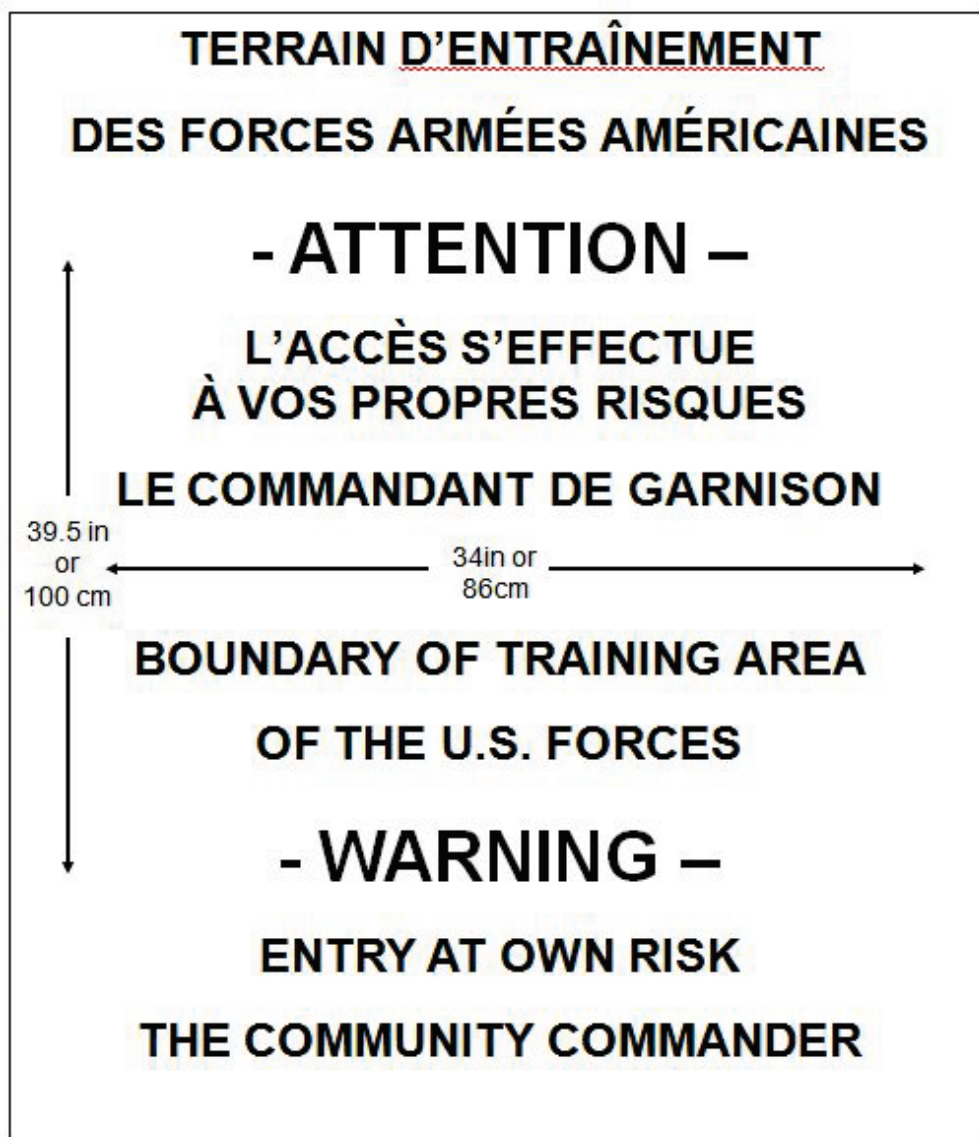 TERRAIN D’ENTRAÎNEMENT
DES FORCES ARMÉES AMÉRICAINES
- ATTENTION –
L’ACCÈS S’EFFECTUE
À VOS PROPRES RISQUES
LE COMMANDANT DE GARNISON
39.5 in
or
100 cm
34in or
86cm
BOUNDARY OF TRAINING AREA
OF THE U.S. FORCES
- WARNING –
ENTRY AT OWN RISK
THE COMMUNITY COMMANDER